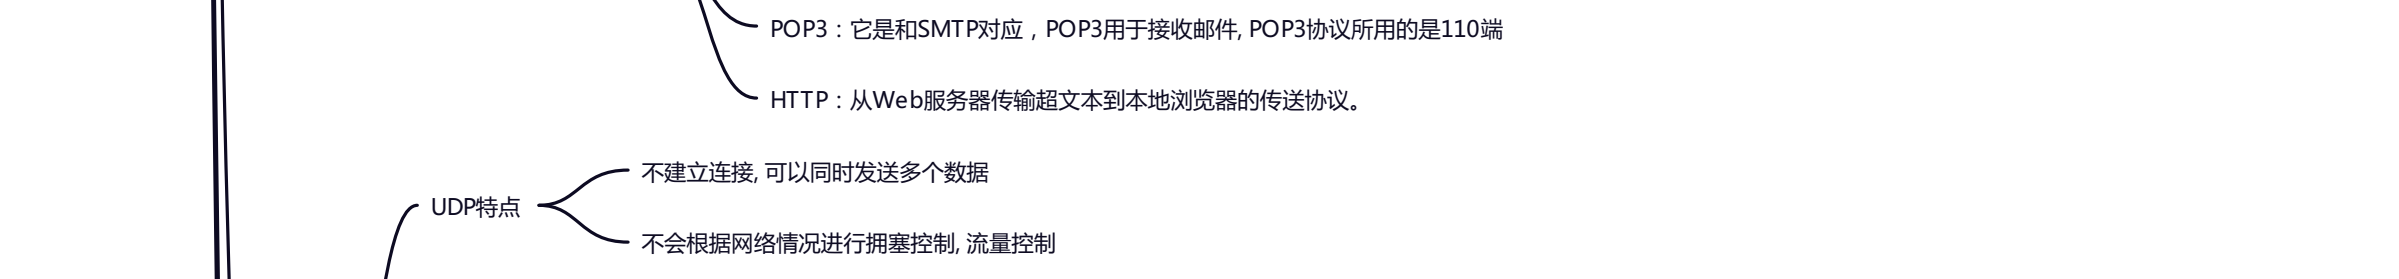 POP3：它是和SMTP对应，POP3用于接收邮件, POP3协议所用的是110端
HTTP：从Web服务器传输超文本到本地浏览器的传送协议。
不建立连接, 可以同时发送多个数据
UDP特点
不会根据网络情况进行拥塞控制, 流量控制